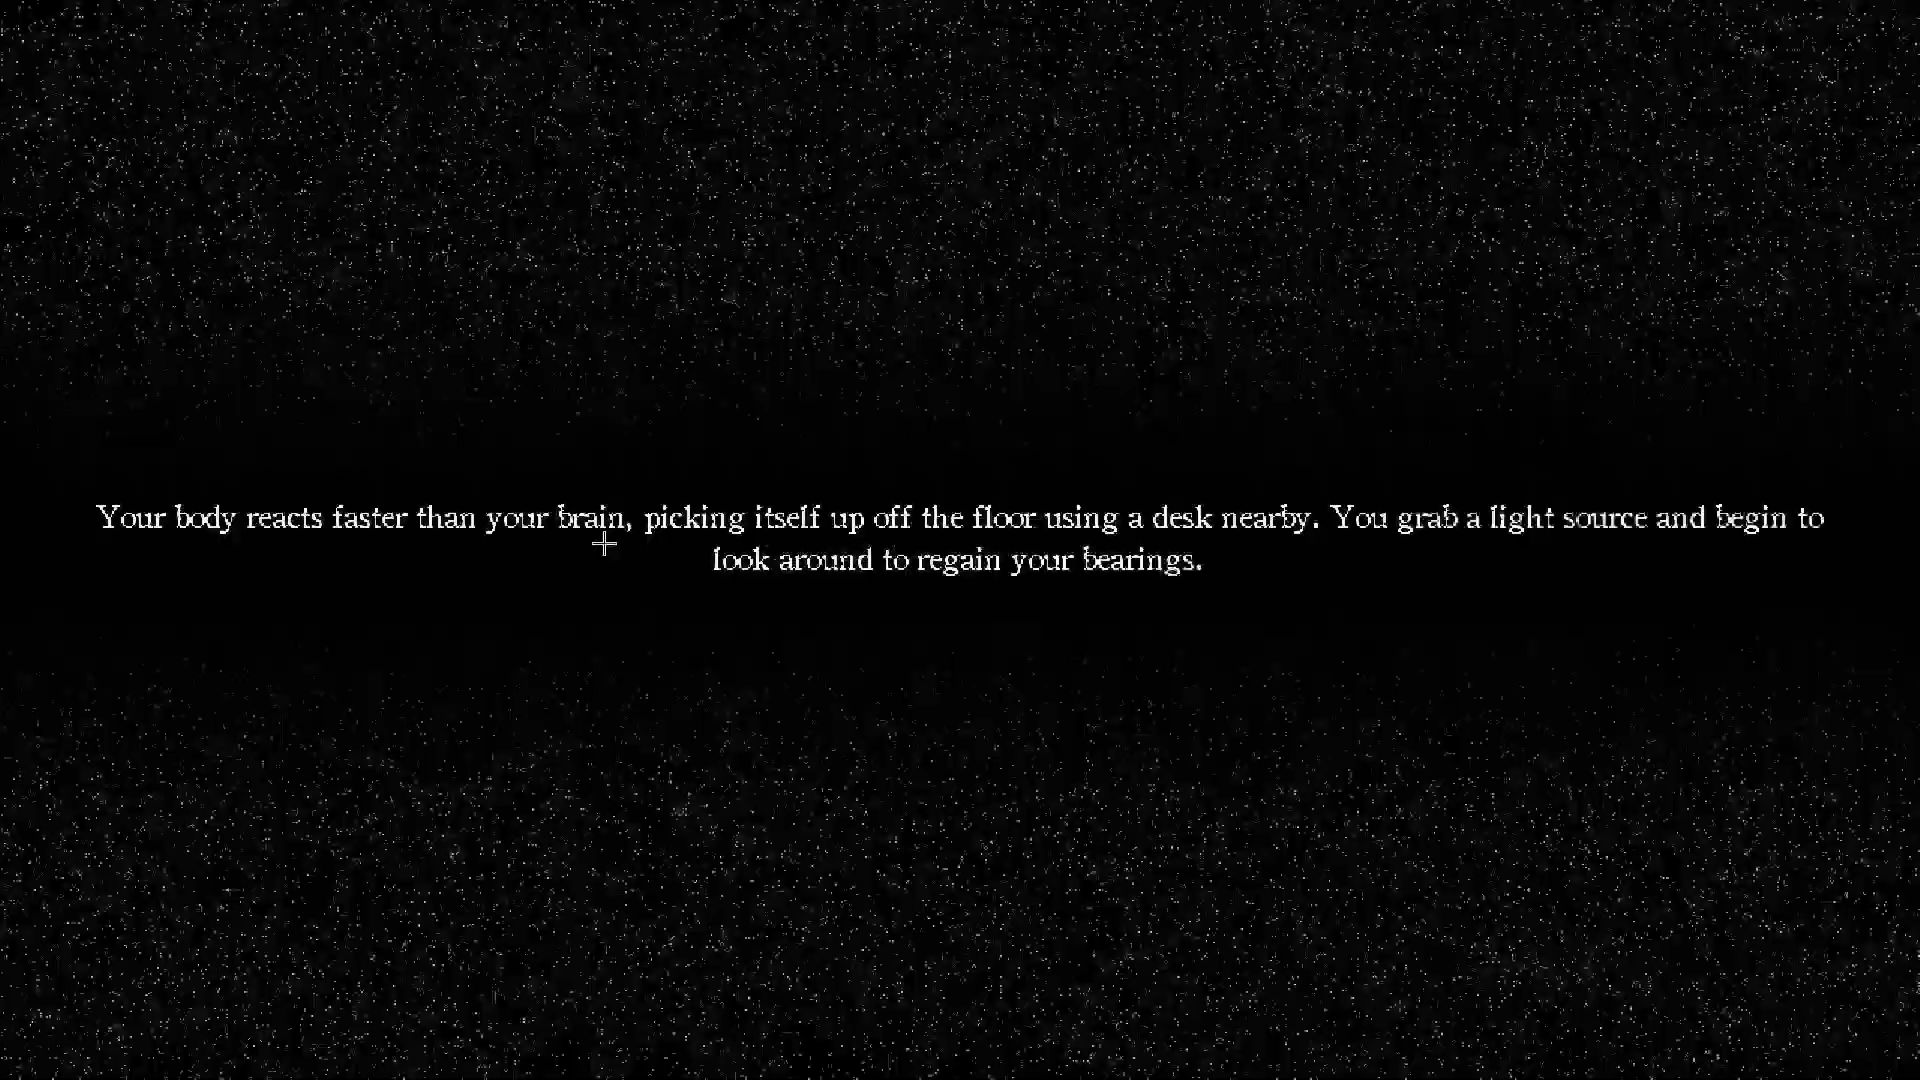 Your body reacts faster than your brain, picking itself up off the floor using a desk nearby. You grab a light source and begin to
look around to regain your bearings.